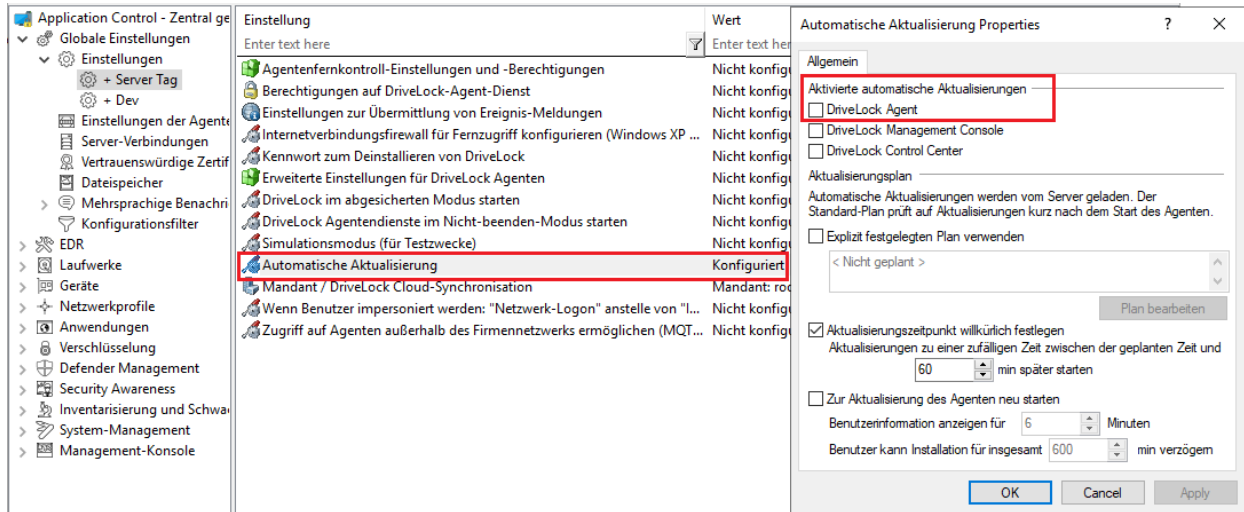 Application Control - Zentral ge
Globale Einstellungen
Einstellungen
+ Server Tag
+ Dev
Einstellungen der Agente
Server-Verbindungen
Vertrauenswürdige Zertif
Dateispeicher
Mehrsprachige Benachri
Konfigurationsfilter
EDR
Laufwerke
Geräte
Netzwerkprofile
Anwendungen
Verschlüsselung
Defender Management
Security Awareness
Inventarisierung und Schwa
System-Management
Management-Konsole
Einstellung Wert
Enter text here Enter text her
Agentenfernkontroll-Einstellungen und -Berechtigungen Nicht konfigu
Berechtigungen auf DriveLock-Agent-Dienst Nicht konfigu
Einstellungen zur Übermittlung von Ereignis-Meldungen Nicht konfigu
Internetverbindungsfirewall für Fernzugriff konfigurieren (Windows XP ... Nicht konfigu
Kennwort zum Deinstallieren von DriveLock Nicht konfigu
Erweiterte Einstellungen für DriveLock Agenten Nicht konfigu
DriveLock im abgesicherten Modus starten Nicht konfigu
DriveLock Agentendienste im Nicht-beenden-Modus starten Nicht konfigu
Simulationsmodus (für Testzwecke) Nicht konfigu
Automatische Aktualisierung Konfiguriert
Mandant / DriveLock Cloud-Synchronisation Mandant: roo
Wenn Benutzer impersoniert werden: "Netzwerk-Logon" anstelle von "I... Nicht konfigu
Zugriff auf Agenten außerhalb des Firmennetzwerks ermöglichen (MQT... Nicht konfigu
Automatische Aktualisierung Properties ? ×
Allgemein
Aktivierte automatische Aktualisierungen
DriveLock Agent
DriveLock Management Console
DriveLock Control Center
Aktualisierungsplan
Automatische Aktualisierungen werden vom Server geladen. Der
Standard-Plan prüft auf Aktualisierungen kurz nach dem Start des Agenten.
Explizit festgelegten Plan verwenden
< Nicht geplant >
Plan bearbeiten
Aktualisierungszeitpunkt willkürlich festlegen
Aktualisierungen zu einer zufälligen Zeit zwischen der geplanten Zeit und
60 min später starten
Zur Aktualisierung des Agenten neu starten
Benutzerinformation anzeigen für 6 Minuten
Benutzer kann Installation für insgesamt 600 min verzögern
OK Cancel Apply